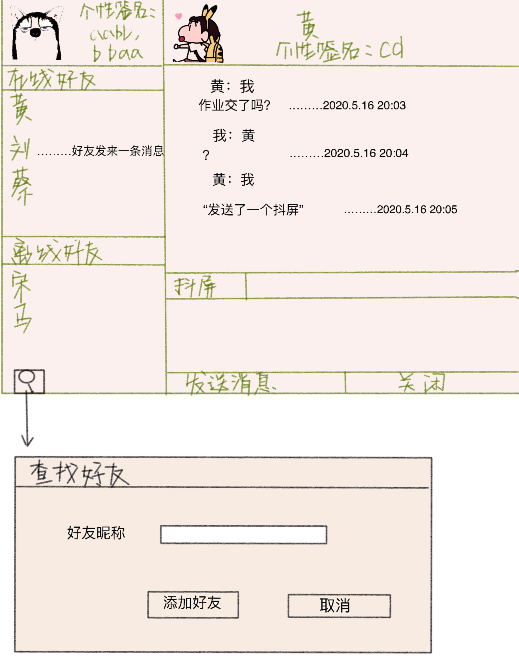 个性签名：
aabb,
bbaa
黄
个性签名：cd
在线好友
黄
刘 ………好友发来一条消息
蔡
离线好友
宋
马
黄：我
作业交了吗？ ………2020.5.16 20:03
我：黄
？ ………2020.5.16 20:04
黄：我
“发送了一个抖屏” ………2020.5.16 20:05
抖屏
发送消息
关闭
查找好友
好友昵称
添加好友
取消